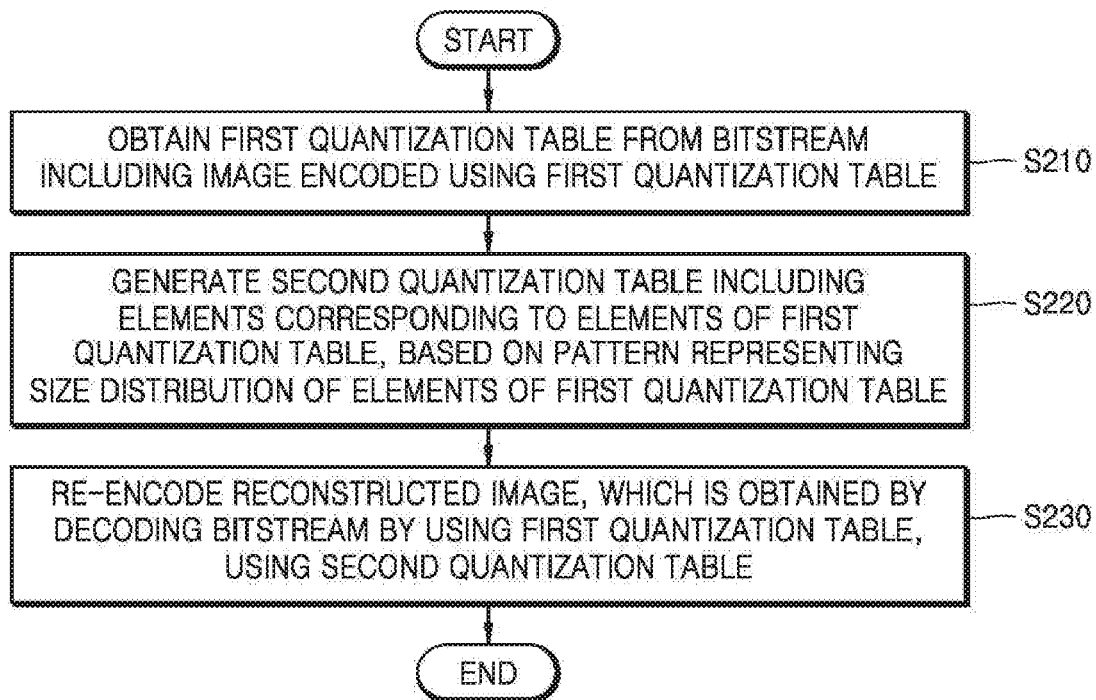 START
OBTAIN FIRST QUANTIZATION TABLE FROM BITSTREAM
INCLUDING IMAGE ENCODED USING FIRST QUANTIZATION TABLE
S210
GENERATE SECOND QUANTIZATION TABLE INCLUDING
ELEMENTS CORRESPONDING TO ELEMENTS OF FIRST
QUANTIZATION TABLE, BASED ON PATTERN REPRESENTING
SIZE DISTRIBUTION OF ELEMENTS OF FIRST QUANTIZATION TABLE
S220
RE-ENCODE RECONSTRUCTED IMAGE, WHICH IS OBTAINED BY
DECODING BITSTREAM BY USING FIRST QUANTIZATION TABLE,
USING SECOND QUANTIZATION TABLE
S230
END